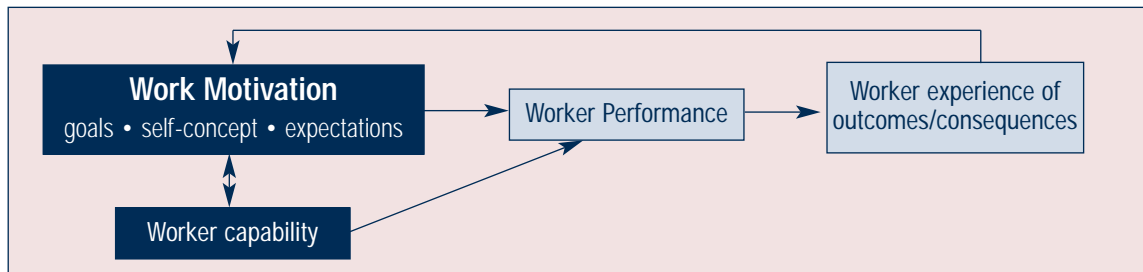 Work Motivation
goals • self-concept • expectations
Worker Performance
Worker experience of
outcomes/consequences
Worker capability